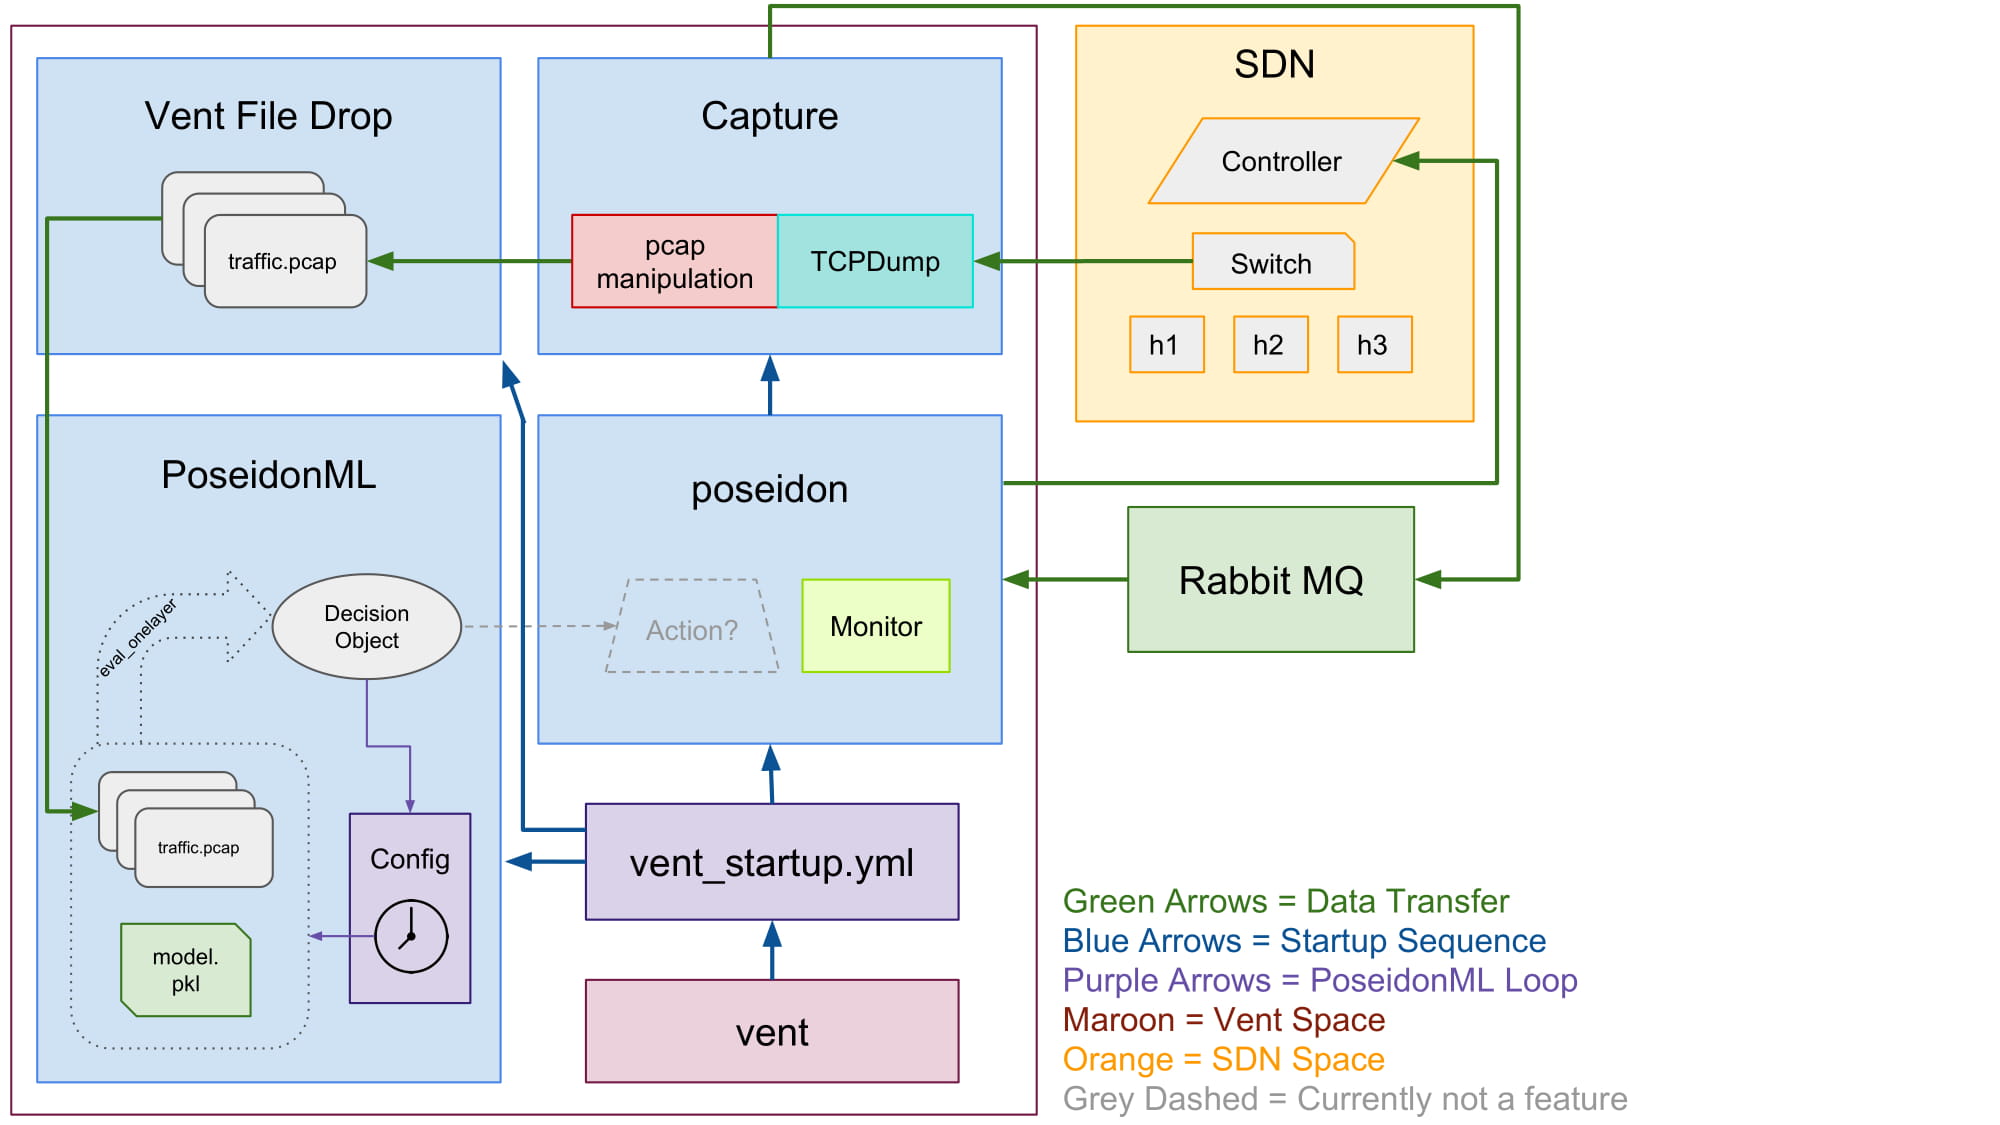 Vent File Drop
traffic.pcap
Capture
pcap
manipulation
TCPDump
SDN
Controller
Switch
h1
h2
h3
PoseidonML
eval_onelayer
Decision
Object
traffic.pcap
model.
pkl
Config
poseidon
Action?
Monitor
Rabbit MQ
vent_startup.yml
vent
Green Arrows = Data Transfer
Blue Arrows = Startup Sequence
Purple Arrows = PoseidonML Loop
Maroon = Vent Space
Orange = SDN Space
Grey Dashed = Currently not a feature